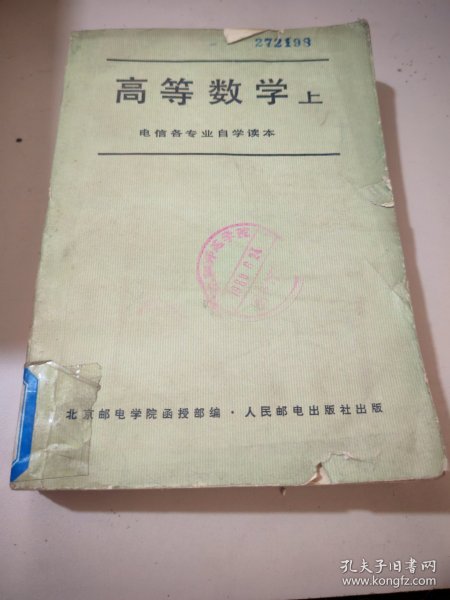 272198
高等数学上
电信各专业自学读本
北京邮电学院函授部编·人民邮电出版社出版
孔夫子旧书网
www.kongfz.com